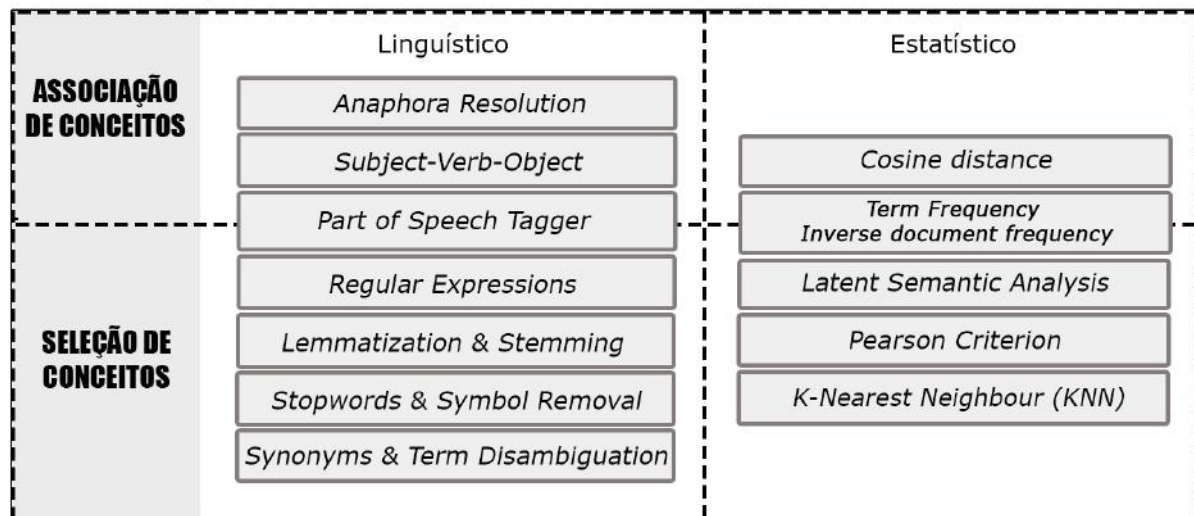 Linguístico
Estatístico
ASSOCIAÇÃO
DE CONCEITOS
Anaphora Resolution
Subject-Verb-Object
Cosine distance
Part of Speech Tagger
Term Frequency
Inverse document frequency
SELEÇÃO DE
CONCEITOS
Regular Expressions
Latent Semantic Analysis
Lemmatization & Stemming
Pearson Criterion
Stopwords & Symbol Removal
K-Nearest Neighbour (KNN)
Synonyms & Term Disambiguation